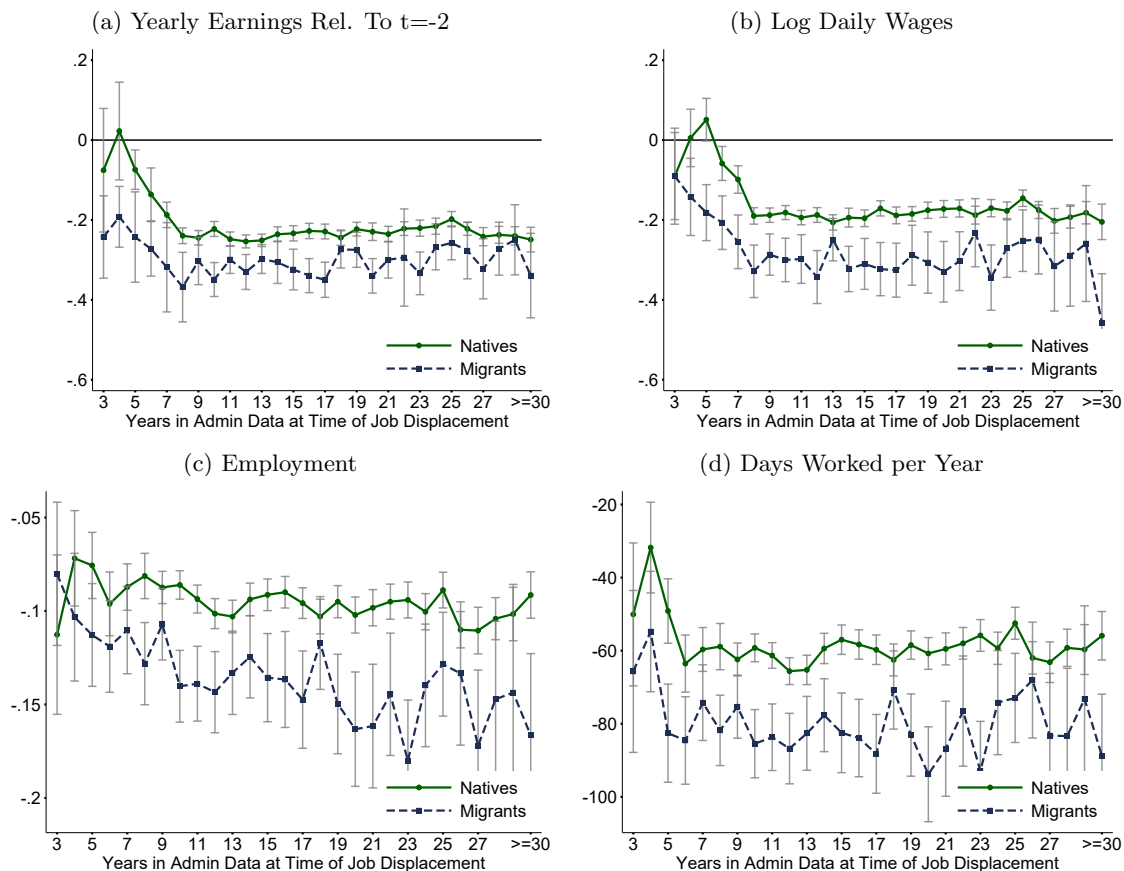 (a) Yearly Earnings Rel. To t=-2
.2
0
-.2
-.4
-.6
3 5 7 9 11 13 15 17 19 21 23 25 27 >=30
Years in Admin Data at Time of Job Displacement
Natives
Migrants
(b) Log Daily Wages
.2
0
-.2
-.4
-.6
3 5 7 9 11 13 15 17 19 21 23 25 27 >=30
Years in Admin Data at Time of Job Displacement
Natives
Migrants
(c) Employment
-.05
-.1
-.15
-.2
3 5 7 9 11 13 15 17 19 21 23 25 27 >=30
Years in Admin Data at Time of Job Displacement
Natives
Migrants
(d) Days Worked per Year
-20
-40
-60
-80
-100
3 5 7 9 11 13 15 17 19 21 23 25 27 >=30
Years in Admin Data at Time of Job Displacement
Natives
Migrants